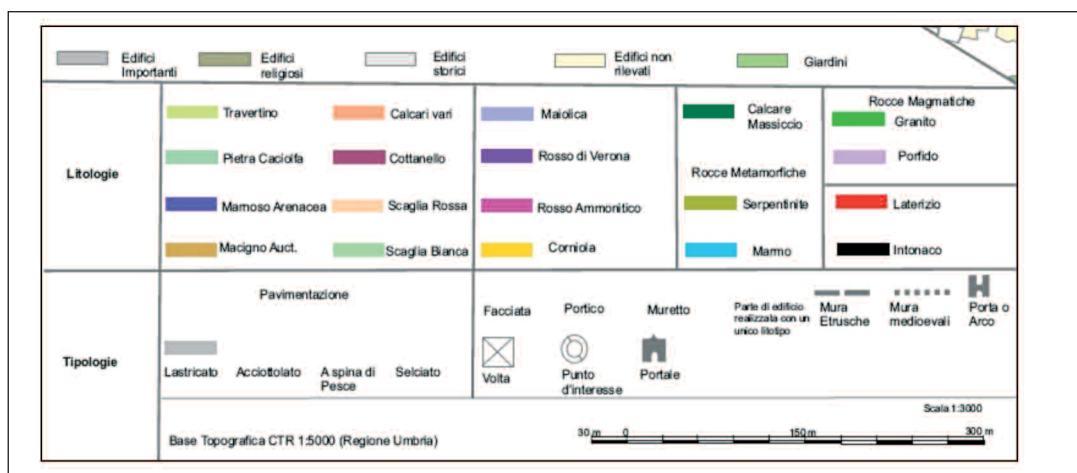 Edifici
Importanti
Edifici
religiosi
Edifici
storici
Edifici non
rilevati
Giardini
Litologie
Travertino
Calcari vari
Maiolica
Calcare
Massiccio
Rocce Magmatiche
Granito
Pietra Caciolfa
Cottanello
Rosso di Verona
Rocce Metamorfiche
Porfido
Marnoso Arenacea
Scaglia Rossa
Rosso Ammonitico
Serpentinite
Laterizio
Macigno Auct.
Scaglia Bianca
Corniola
Marmo
Intonaco
Tipologie
Pavimentazione
Lastricato
Acciottolato
A spina di
Pesce
Selciato
Facciata
Portico
Muretto
Parte di edificio
realizzata con un
unico litotipo
Mura
Etrusche
Mura
medioevali
Porta o
Arco
Volta
Punto
d'interesse
Portale
Scala 1:3000
Base Topografica CTR 1:5000 (Regione Umbria)
30 m 0 150 m 300 m